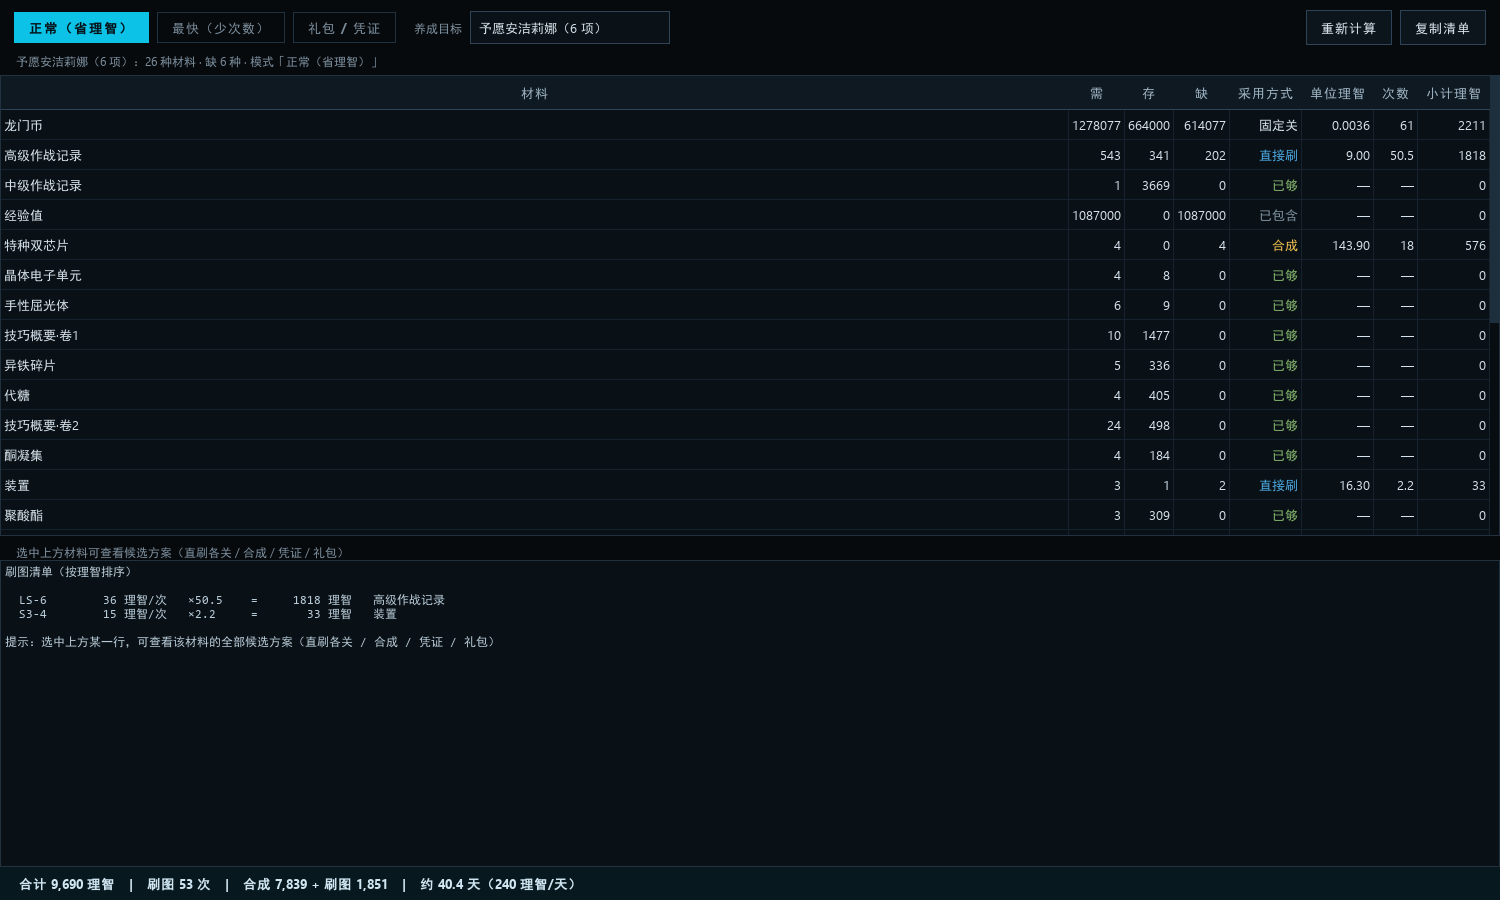 正常（省理智） 最快（少次数） 礼包 / 凭证 养成目标 予愿安洁莉娜（6 项） 重新计算 复制清单
予愿安洁莉娜（6 项）: 26 种材料 · 缺 6 种 · 模式「正常（省理智）」
材料 需 存 缺 采用方式 单位理智 次数 小计理智
龙门币 1278077 664000 614077 固定关 0.0036 61 2211
高级作战记录 543 341 202 直接刷 9.00 50.5 1818
中级作战记录 1 3669 0 已够 — — 0
经验值 1087000 0 1087000 已包含 — — 0
特种双芯片 4 0 4 合成 143.90 18 576
晶体电子单元 4 8 0 已够 — — 0
手性屈光体 6 9 0 已够 — — 0
技巧概要·卷1 10 1477 0 已够 — — 0
异铁碎片 5 336 0 已够 — — 0
代糖 4 405 0 已够 — — 0
技巧概要·卷2 24 498 0 已够 — — 0
酮凝集 4 184 0 已够 — — 0
装置 3 1 2 直接刷 16.30 2.2 33
聚酸酯 3 309 0 已够 — — 0
选中上方材料可查看候选方案（直刷各关 / 合成 / 凭证 / 礼包）
刷图清单（按理智排序）
LS-6 36 理智/次 ×50.5 = 1818 理智 高级作战记录
S3-4 15 理智/次 ×2.2 = 33 理智 装置
提示: 选中上方某一行，可查看该材料的全部候选方案（直刷各关 / 合成 / 凭证 / 礼包）
合计 9,690 理智 | 刷图 53 次 | 合成 7,839 + 刷图 1,851 | 约 40.4 天（240 理智/天）